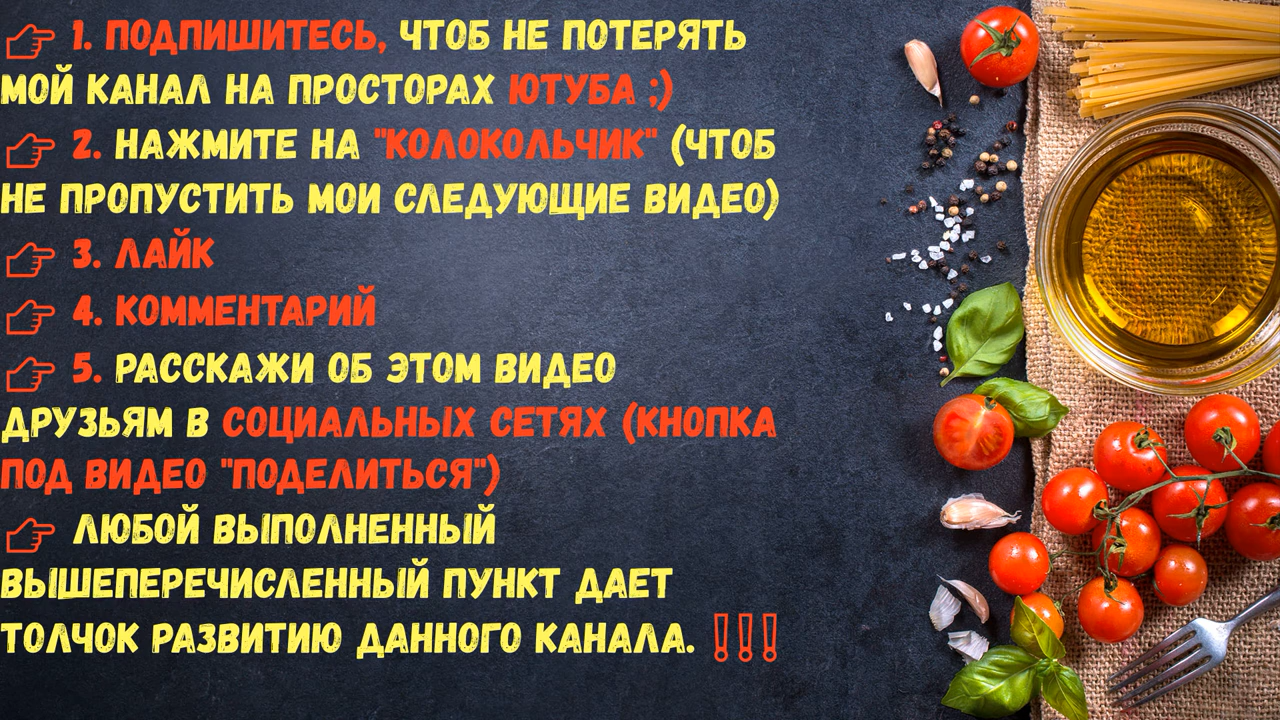 👉 1. ПОДПИШИТЕСЬ, ЧТОБ НЕ ПОТЕРЯТЬ
МОЙ КАНАЛ НА ПРОСТОРАХ ЮТУБА ;)
👉 2. НАЖМИТЕ НА "КОЛОКОЛЬЧИК" (ЧТОБ
НЕ ПРОПУСТИТЬ МОИ СЛЕДУЮЩИЕ ВИДЕО)
👉 3. ЛАЙК
👉 4. КОММЕНТАРИЙ
👉 5. РАССКАЖИ ОБ ЭТОМ ВИДЕО
ДРУЗЬЯМ В СОЦИАЛЬНЫХ СЕТЯХ (КНОПКА
ПОД ВИДЕО "ПОДЕЛИТЬСЯ")
👉 ЛЮБОЙ ВЫПОЛНЕННЫЙ
ВЫШЕПЕРЕЧИСЛЕННЫЙ ПУНКТ ДАЕТ
ТОЛЧОК РАЗВИТИЮ ДАННОГО КАНАЛА. ❗❗❗